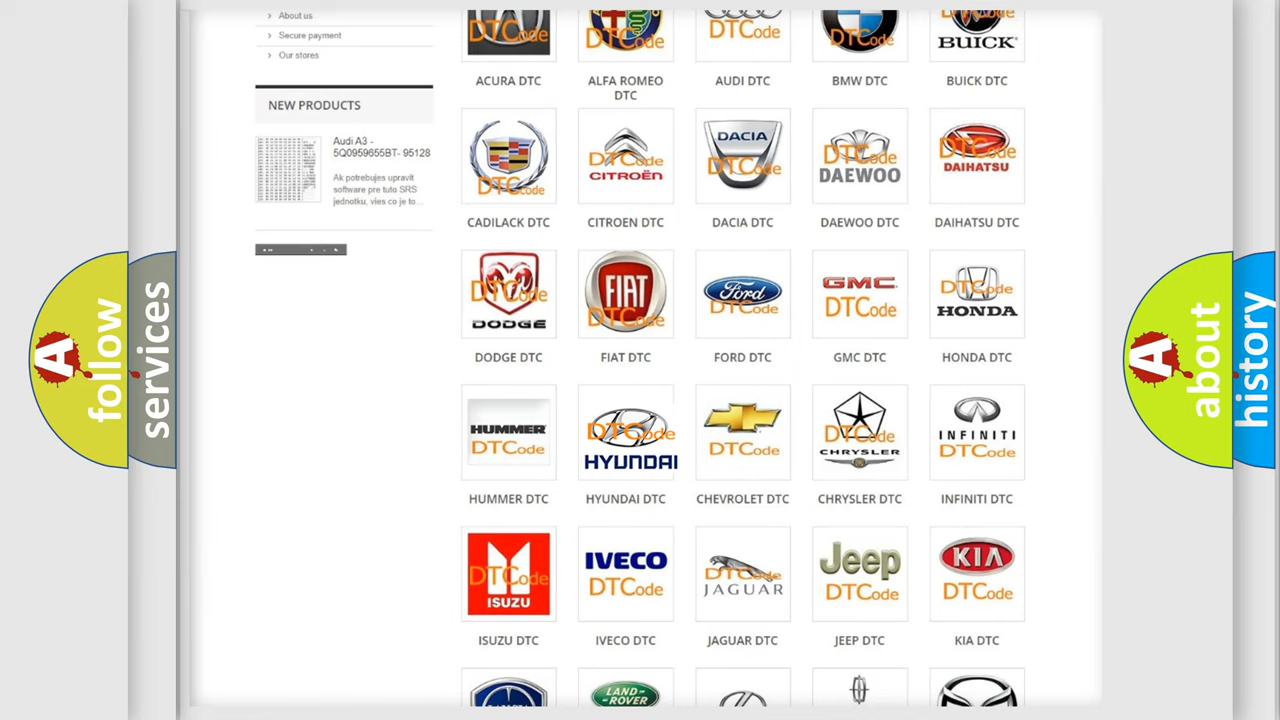 About us
Secure payment
Our stores
NEW PRODUCTS
Audi A3 -
5Q0959655BT- 95128
Ak potrebujes upravit
software pre tuto SRS
jednotku, vies co je to...
DTCode
DTCode
DTCode
DTCode
BUICK
ACURA DTC
ALFA ROMEO
DTC
AUDI DTC
BMW DTC
BUICK DTC
DTCode
DTCode
CITROËN
DACIA
DTCode
DTCode
DAEWOO
DTCode
DAIHATSU
CADILACK DTC
CITROEN DTC
DACIA DTC
DAEWOO DTC
DAIHATSU DTC
DTCode
DODGE
FIAT
DTCode
Ford
DTCode
GMC
DTCode
DTCode
HONDA
DODGE DTC
FIAT DTC
FORD DTC
GMC DTC
HONDA DTC
HUMMER
DTCode
DTCode
HYUNDAI
DTCode
DTCode
CHRYSLER
INFINITI
DTCode
HUMMER DTC
HYUNDAI DTC
CHEVROLET DTC
CHRYSLER DTC
INFINITI DTC
DTCode
ISUZU
IVECO
DTCode
DTCode
JAGUAR
Jeep
DTCode
KIA
DTCode
ISUZU DTC
IVECO DTC
JAGUAR DTC
JEEP DTC
KIA DTC
LAND-
ROVER
A follow
services
A about
history